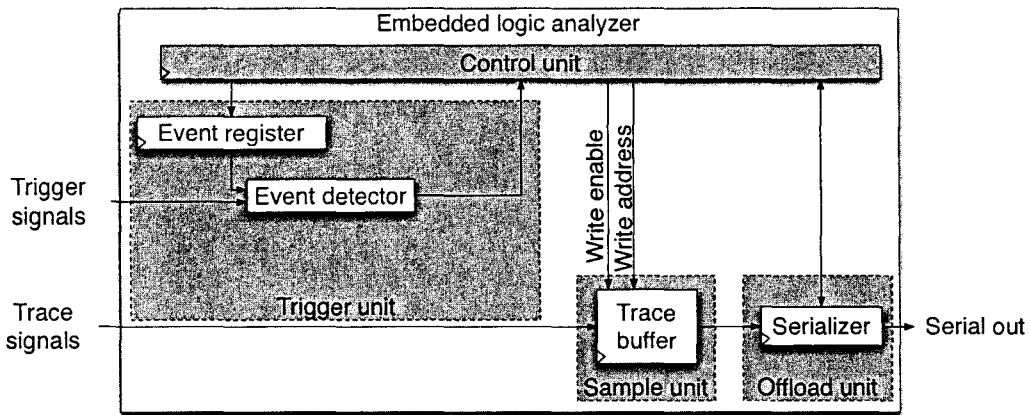 Embedded logic analyzer
Control unit
Event register
Event detector
Trigger
signals
Write enable
Write address
Trigger unit
Trace
signals
Trace
buffer
Serializer
Serial out
Sample unit
Offload unit